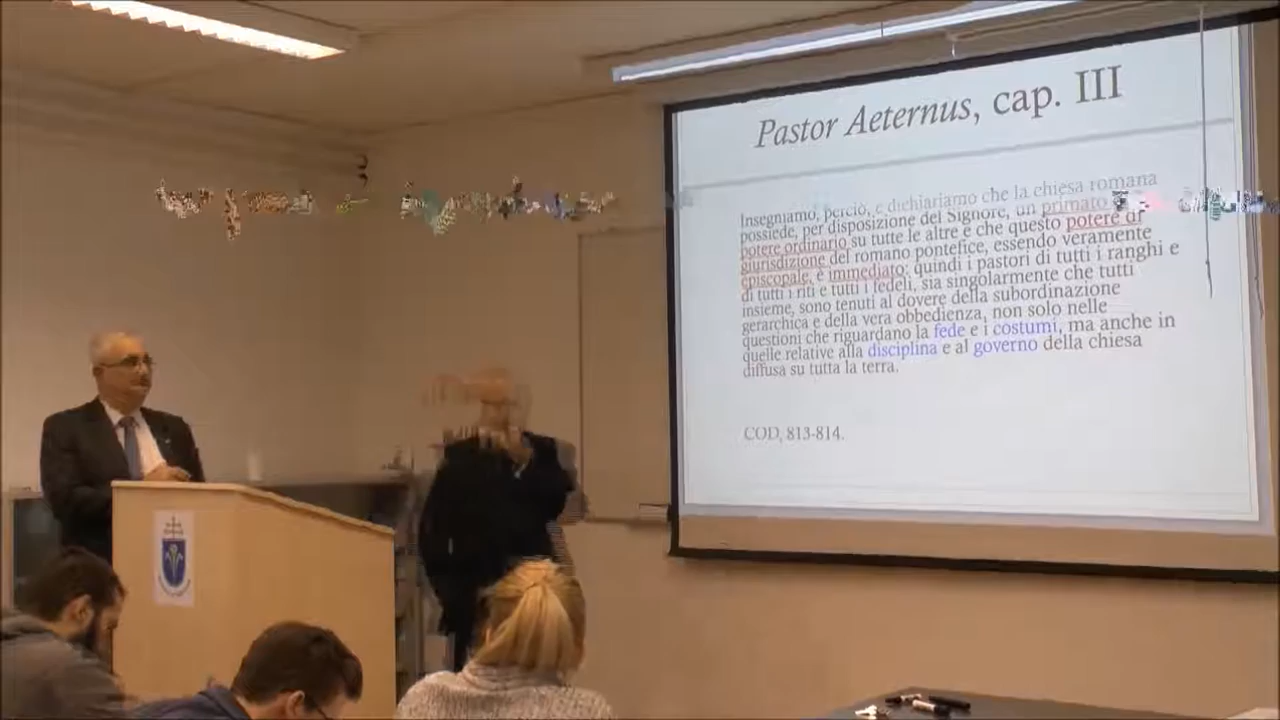 Pastor Aeternus, cap. III
Insegniamo, perciò, e dichiariamo che la chiesa romana
possiede, per disposizione del Signore, un primato
potere ordinario su tutte le altre e che questo potere di
giurisdizione del romano pontefice, essendo veramente
episcopale, è immediato: quindi i pastori di tutti i ranghi e
di tutti i riti e tutti i fedeli, sia singolarmente che tutti
insieme, sono tenuti al dovere della subordinazione
gerarchica e della vera obbedienza, non solo nelle
questioni che riguardano la fede e i costumi, ma anche in
quelle relative alla disciplina e al governo della chiesa
diffusa su tutta la terra.
COD, 813-814.